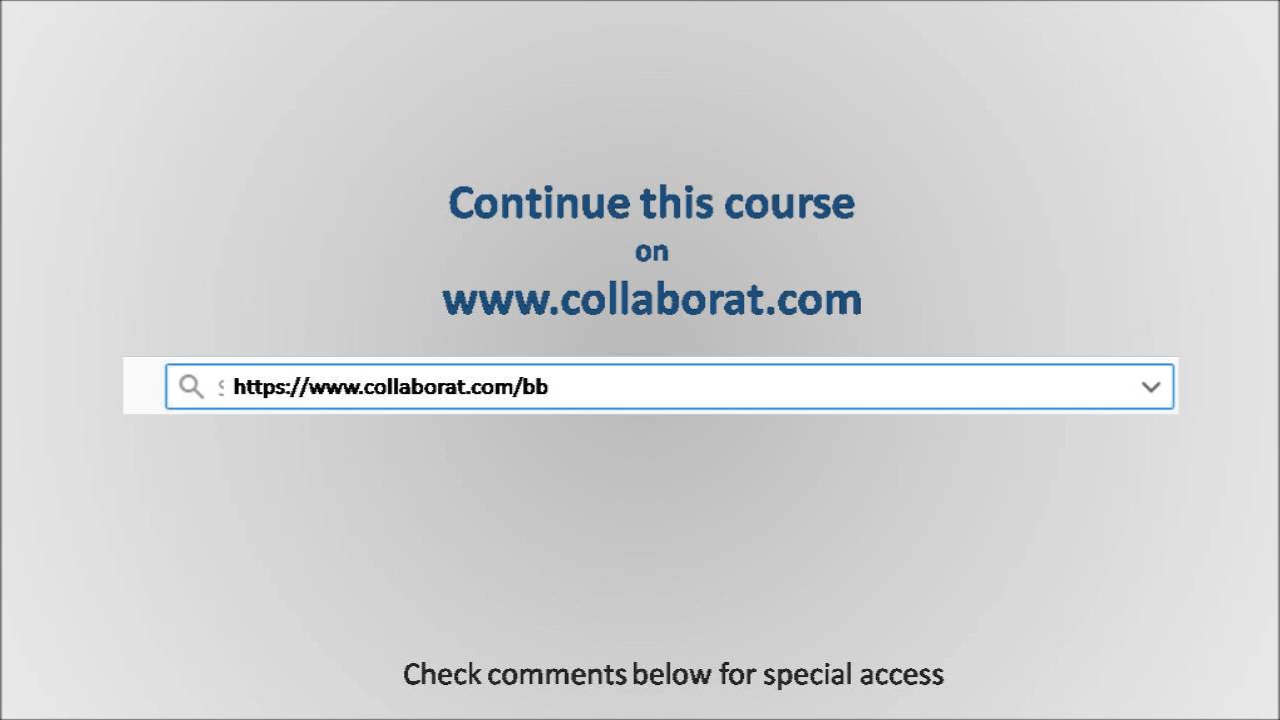 Continue this course
on
www.collaborat.com
https://www.collaborat.com/bb
Check comments below for special access